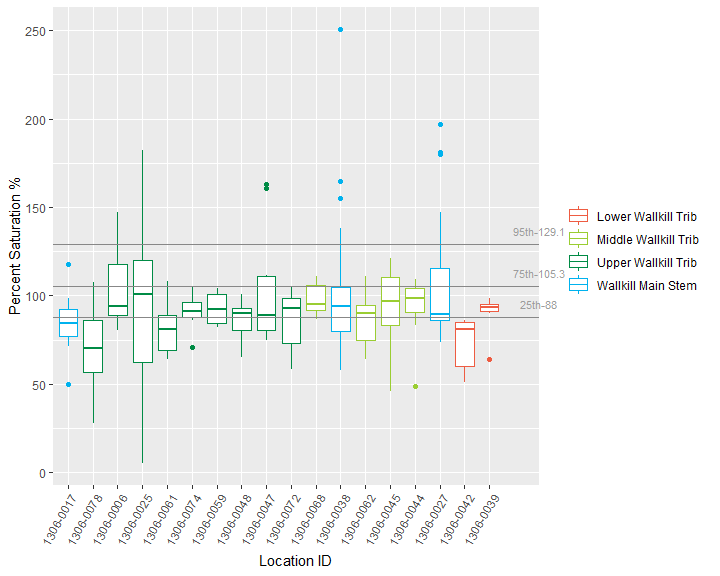 Percent Saturation %
250
200
150
100
50
0
95th-129.1
75th-105.3
25th-88
1306-0017
1306-0078
1306-0006
1306-0025
1306-0061
1306-0074
1306-0059
1306-0048
1306-0047
1306-0072
1306-0068
1306-0038
1306-0062
1306-0045
1306-0044
1306-0027
1306-0042
1306-0039
Location ID
Lower Wallkill Trib
Middle Wallkill Trib
Upper Wallkill Trib
Wallkill Main Stem